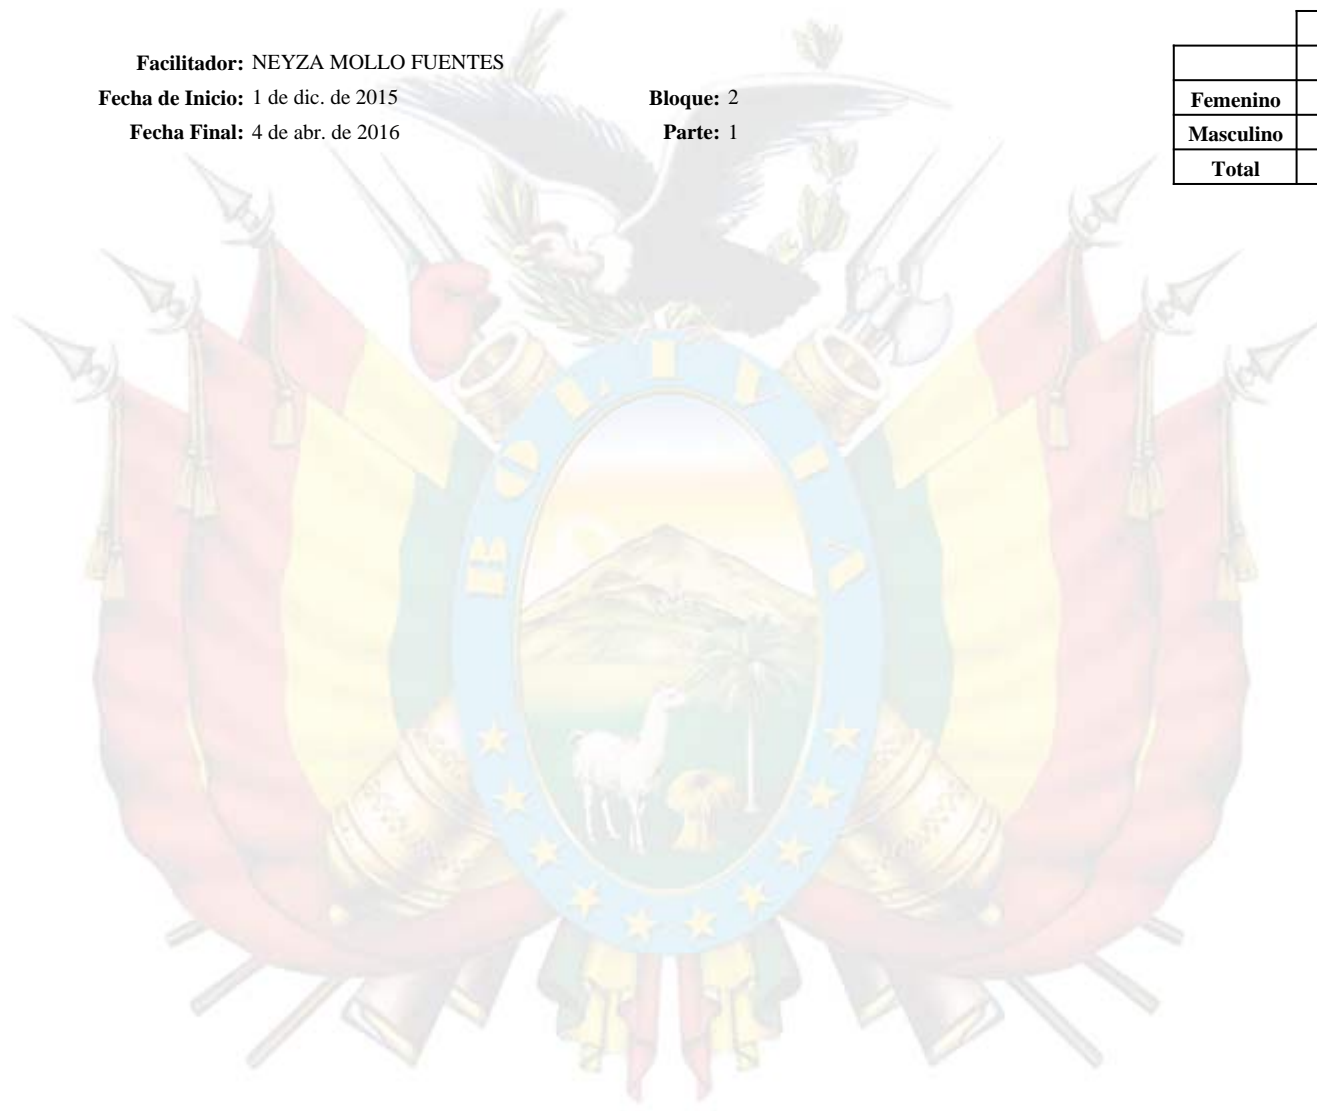 Facilitador: NEYZA MOLLO FUENTES
Fecha de Inicio: 1 de dic. de 2015 Bloque: 2
Fecha Final: 4 de abr. de 2016 Parte: 1
Femenino
Masculino
Total
BOLIVIA